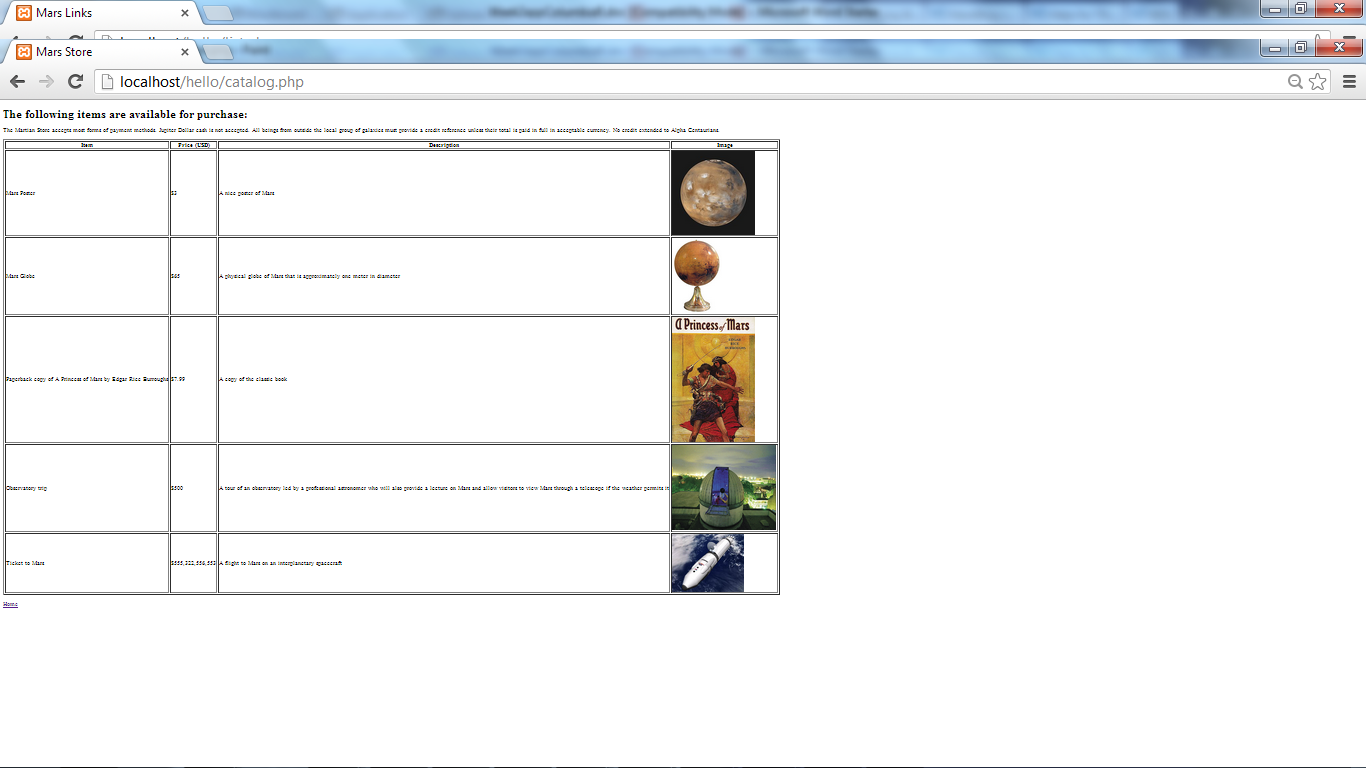 Mars Links
Mars Store
localhost/hello/catalog.php
The following items are available for purchase:
The Martian Store accepts most forms of payment methods. Jupiter Dollar cash is not accepted. All beings from outside the local group of galaxies must provide a credit reference unless their total is paid in full in acceptable currency. No credit extended to Alpha Centaurians.
Item Price (USD) Description Image
Mars Poster $3 A nice poster of Mars
Mars Globe $65 A physical globe of Mars that is approximately one meter in diameter
A Princess of Mars
Paperback copy of A Princess of Mars by Edgar Rice Burroughs $7.99 A copy of the classic book
Observatory trip $500 A tour of an observatory led by a professional astronomer who will also provide a lecture on Mars and allow visitors to view Mars through a telescope if the weather permits it
Ticket to Mars $555,322,556,553 A flight to Mars on an interplanetary spacecraft
Home